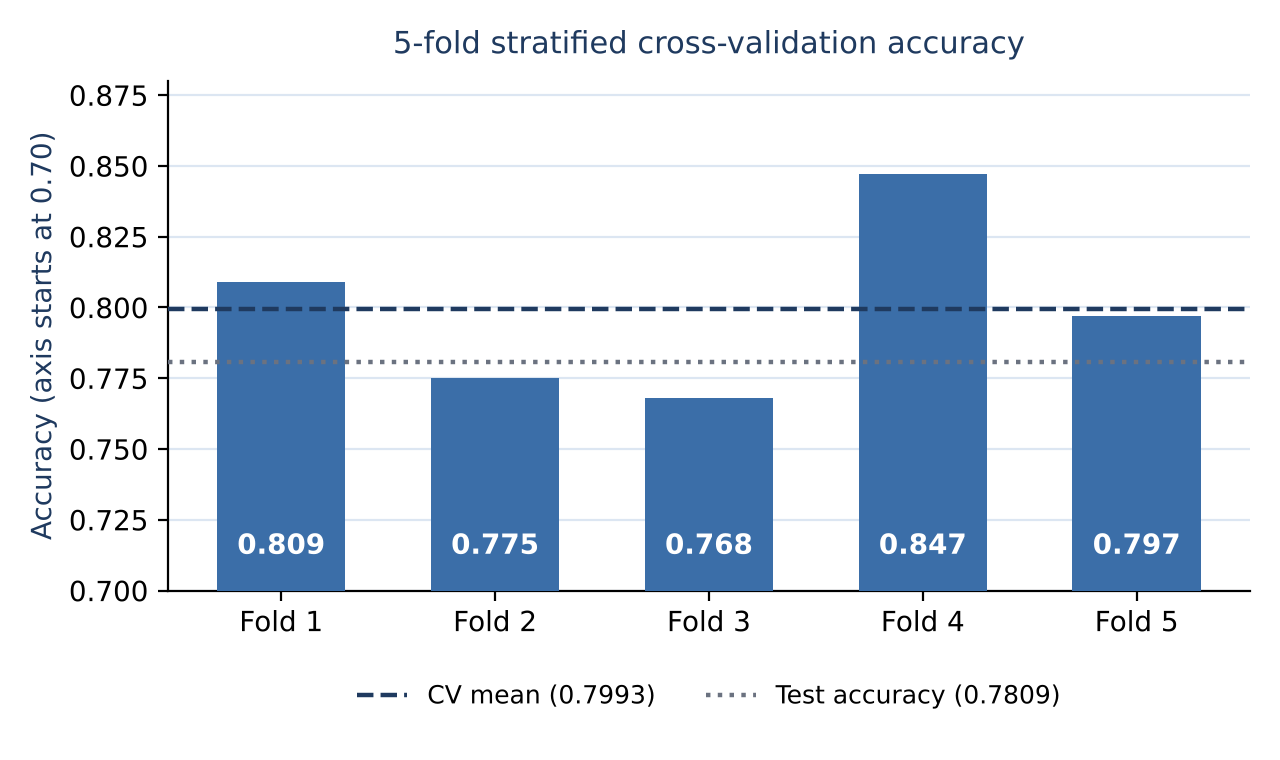 5-fold stratified cross-validation accuracy
Accuracy (axis starts at 0.70)
0.875
0.850
0.825
0.800
0.775
0.750
0.725
0.700
0.809
0.775
0.768
0.847
0.797
Fold 1
Fold 2
Fold 3
Fold 4
Fold 5
CV mean (0.7993)
Test accuracy (0.7809)